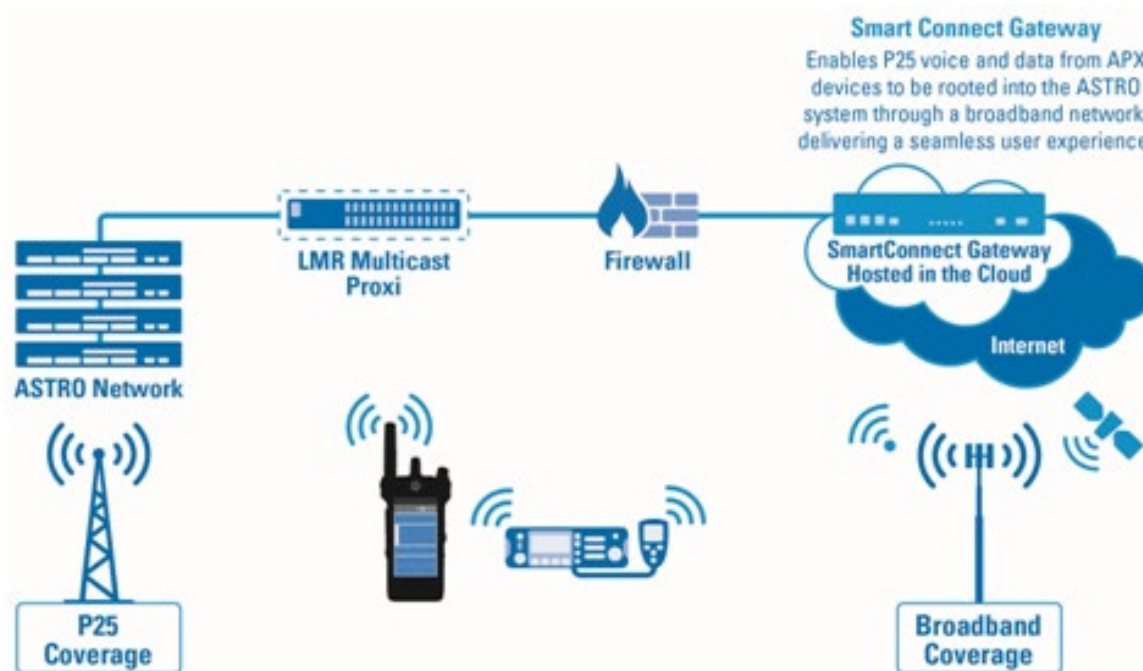 Smart Connect Gateway
Enables P25 voice and data from APX
devices to be rooted into the ASTRO
system through a broadband network
delivering a seamless user experience
LMR Multicast
Proxi
Firewall
SmartConnect Gateway
Hosted in the Cloud
Internet
ASTRO Network
P25
Coverage
Broadband
Coverage